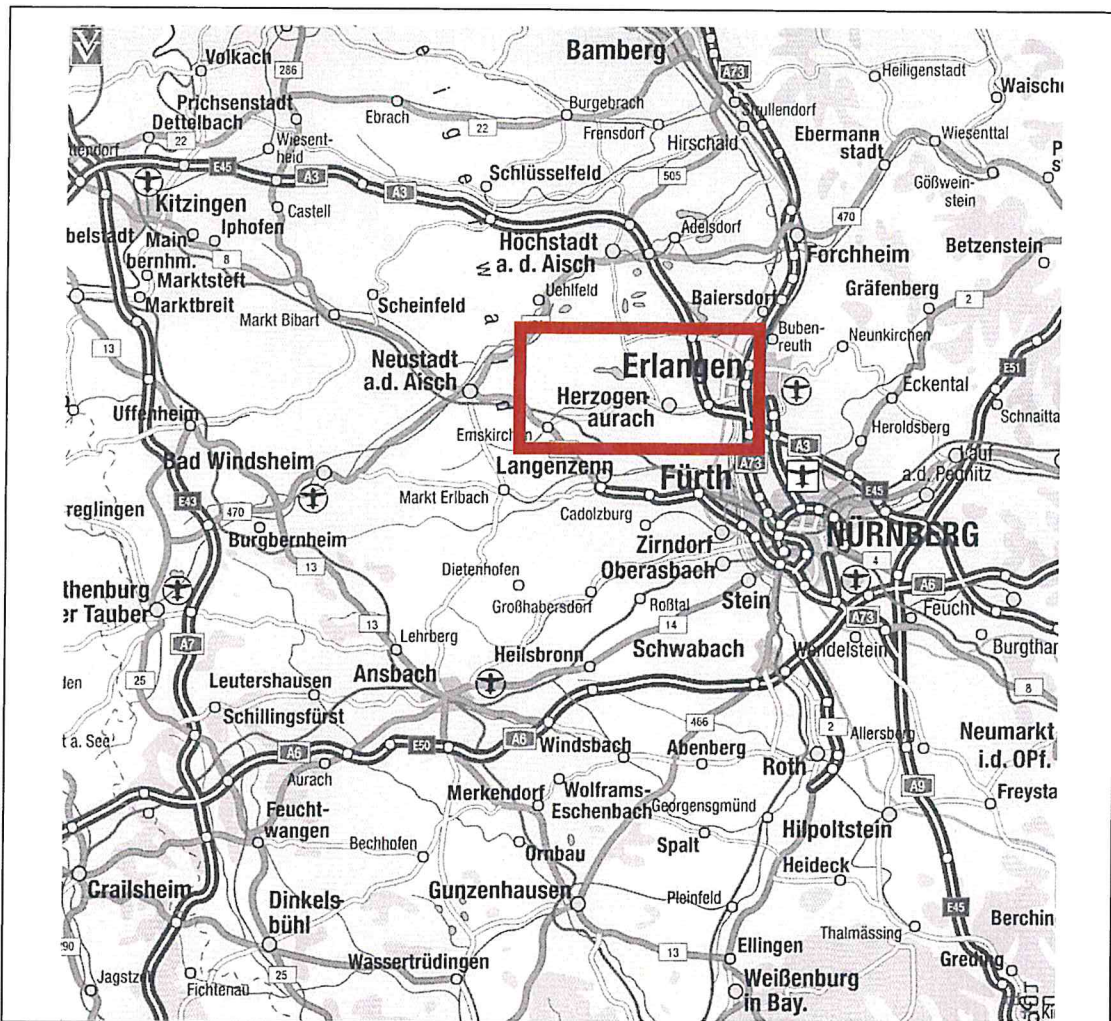 V
Bamberg
A73
Volkach
286
Heiligenstadt
Prichsenstadt
Dettelbach
22
Ebrach
Burgebrach
22
Frensdorf
Strullendorf
Hirschaid
Ebermann
stadt
Wiesenttal
Wiesent-
heid
E45
A3
A3
Schlüsselfeld
505
Gößwein-
stein
Kitzingen
Castell
470
Iphofen
Main-
bernhm.
8
Adelsdorf
Höchstadt
a. d. Aisch
Forchheim
Betzenstein
Marktsteft
Marktbreit
Scheinfeld
Uehlfeld
Baiersdorf
Gräfenberg
2
Markt Bibart
Buben-
reuth
Neunkirchen
13
Neustadt
a.d. Aisch
Erlangen
E51
Herzogen-
aurach
Eckental
Uffenheim
Emskirchen
Heroldsberg
Bad Windsheim
Langenzenn
A73
A3
Fürth
Lauf
a.d. Pegnitz
E43
470
Markt Erlbach
E45
Cadolzburg
Burgbernheim
NÜRNBERG
Zirndorf
13
Dietenhofen
Oberasbach
4
A6
Großhabersdorf
Roßtal
Stein
Feucht
13
Lehrberg
14
A73
A7
Heilsbronn
Schwabach
Wendelstein
Ansbach
25
Leutershausen
8
Schillingsfürst
466
2
Allersberg
Neumarkt
i.d. OPf.
A6
E50
A6
Windsbach
Abenberg
Aurach
Roth
Merkendorf
Wolframs-
Eschenbach
A9
Feucht-
wangen
Georgensgmünd
Hilpoltstein
Bechhofen
Ornbau
Spalt
Heideck
Crailsheim
Gunzenhausen
Dinkels-
bühl
Pleinfeld
E45
Thalmässing
290
Ellingen
13
Greding
Wassertrüdingen
25
Fichtenau
Weißenburg
in Bay.